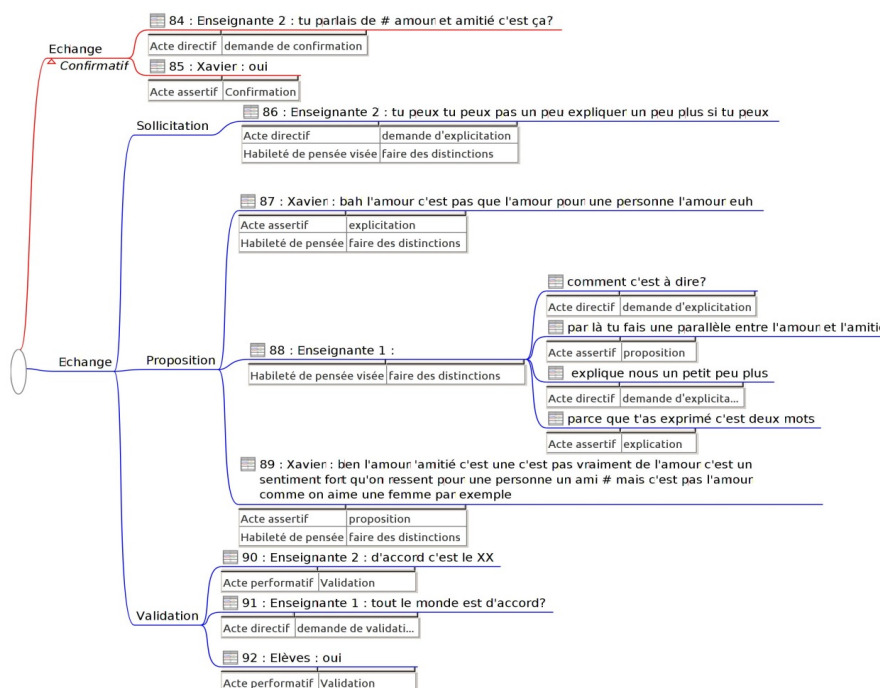 84 : Enseignante 2 : tu parlais de # amour et amitié c'est ça?
Acte directif demande de confirmation
Echange
Confirmatif
85 : Xavier : oui
Acte assertif Confirmation
86 : Enseignante 2 : tu peux tu peux pas un peu expliquer un peu plus si tu peux
Sollicitation
Acte directif demande d'explicitation
Habileté de pensée visée faire des distinctions
87 : Xavier : bah l'amour c'est pas que l'amour pour une personne l'amour euh
Acte assertif explicitation
Habileté de pensée faire des distinctions
comment c'est à dire?
Acte directif demande d'explicitation
par là tu fais une parallèle entre l'amour et l'amitié
Acte assertif proposition
Echange
Proposition
88 : Enseignante 1 :
Habileté de pensée visée faire des distinctions
explique nous un petit peu plus
Acte directif demande d'explicita...
parce que t'as exprimé c'est deux mots
Acte assertif explication
89 : Xavier : ben l'amour 'amitié c'est une c'est pas vraiment de l'amour c'est un
sentiment fort qu'on ressent pour une personne un ami # mais c'est pas l'amour
comme on aime une femme par exemple
Acte assertif proposition
Habileté de pensée faire des distinctions
90 : Enseignante 2 : d'accord c'est le XX
Acte performatif Validation
91 : Enseignante 1 : tout le monde est d'accord?
Validation
Acte directif demande de validati...
92 : Elèves : oui
Acte performatif Validation